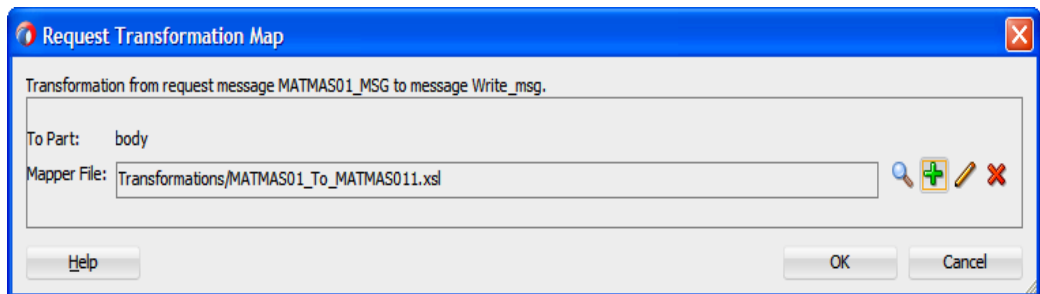 Request Transformation Map
Transformation from request message MATMAS01_MSG to message Write_msg.
To Part: body
Mapper File: Transformations/MATMAS01_To_MATMAS011.xsl
Help OK Cancel